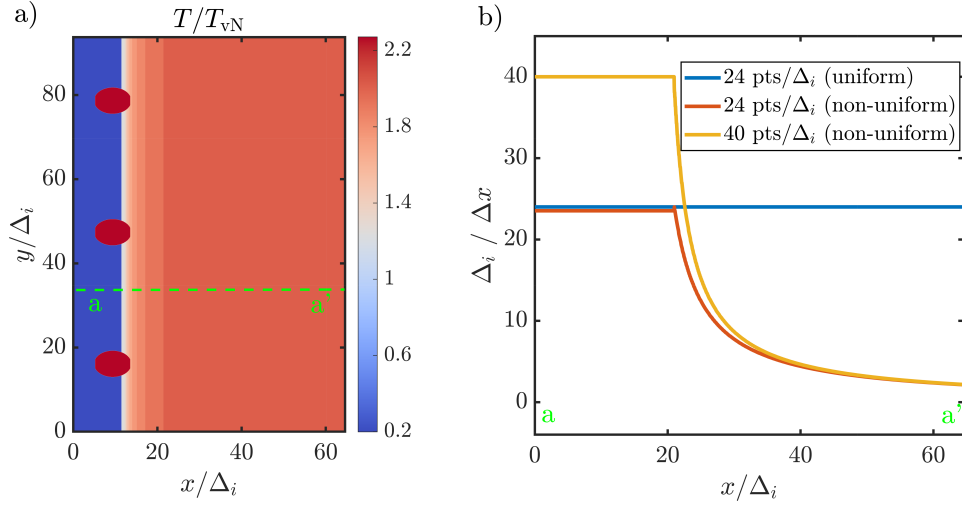 a)
T/T_vN
80
60
40
20
0
y/Δ_i
0 20 40 60
x/Δ_i
a a'
2.2
1.8
1.4
1
0.6
0.2
b)
24 pts/Δ_i (uniform)
24 pts/Δ_i (non-uniform)
40 pts/Δ_i (non-uniform)
40
30
20
10
0
Δ_i / Δx
a a'
0 20 40 60
x/Δ_i